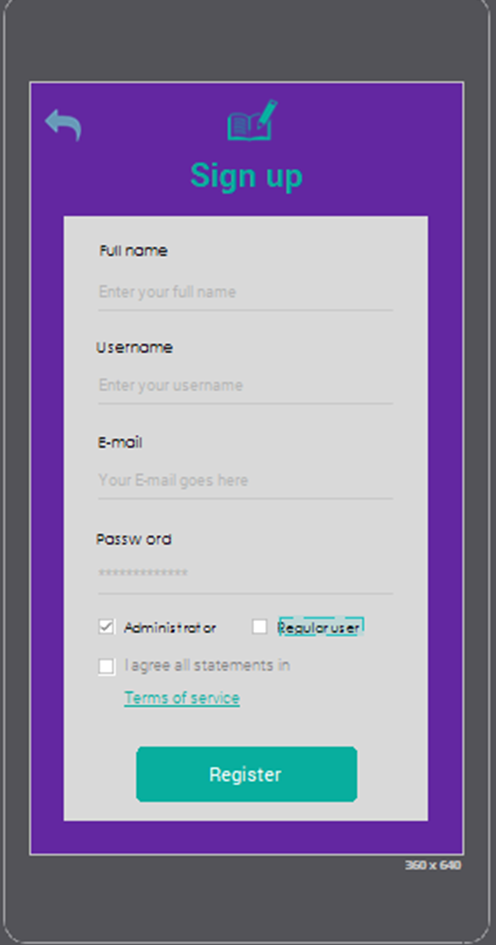 Sign up
Full name
Enter your full name
Username
Enter your username
E-mail
Your E-mail goes here
Passw ord
*************
Administrator Regular user
I agree all statements in
Terms of service
Register
360 x 640